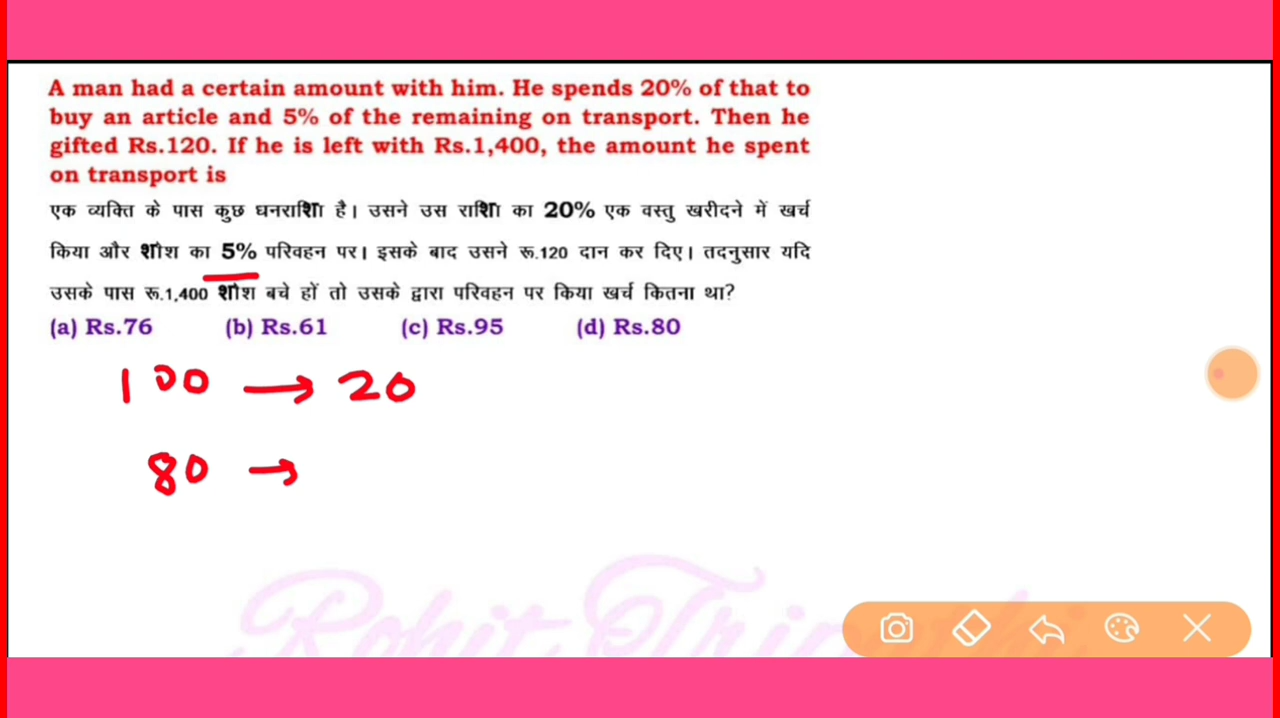 A man had a certain amount with him. He spends 20% of that to
buy an article and 5% of the remaining on transport. Then he
gifted Rs.120. If he is left with Rs.1,400, the amount he spent
on transport is
एक व्यक्ति के पास कुछ धनराशि है। उसने उस राशि का 20% एक वस्तु खरीदने में खर्च
किया और शेाश का 5% परिवहन पर। इसके बाद उसने रू.120 दान कर दिए। तदनुसार यदि
उसके पास रू.1,400 शेाश बचे हों तो उसके द्वारा परिवहन पर किया खर्च कितना था?
(a) Rs.76 (b) Rs.61 (c) Rs.95 (d) Rs.80
100 → 20
80 →
Rohit